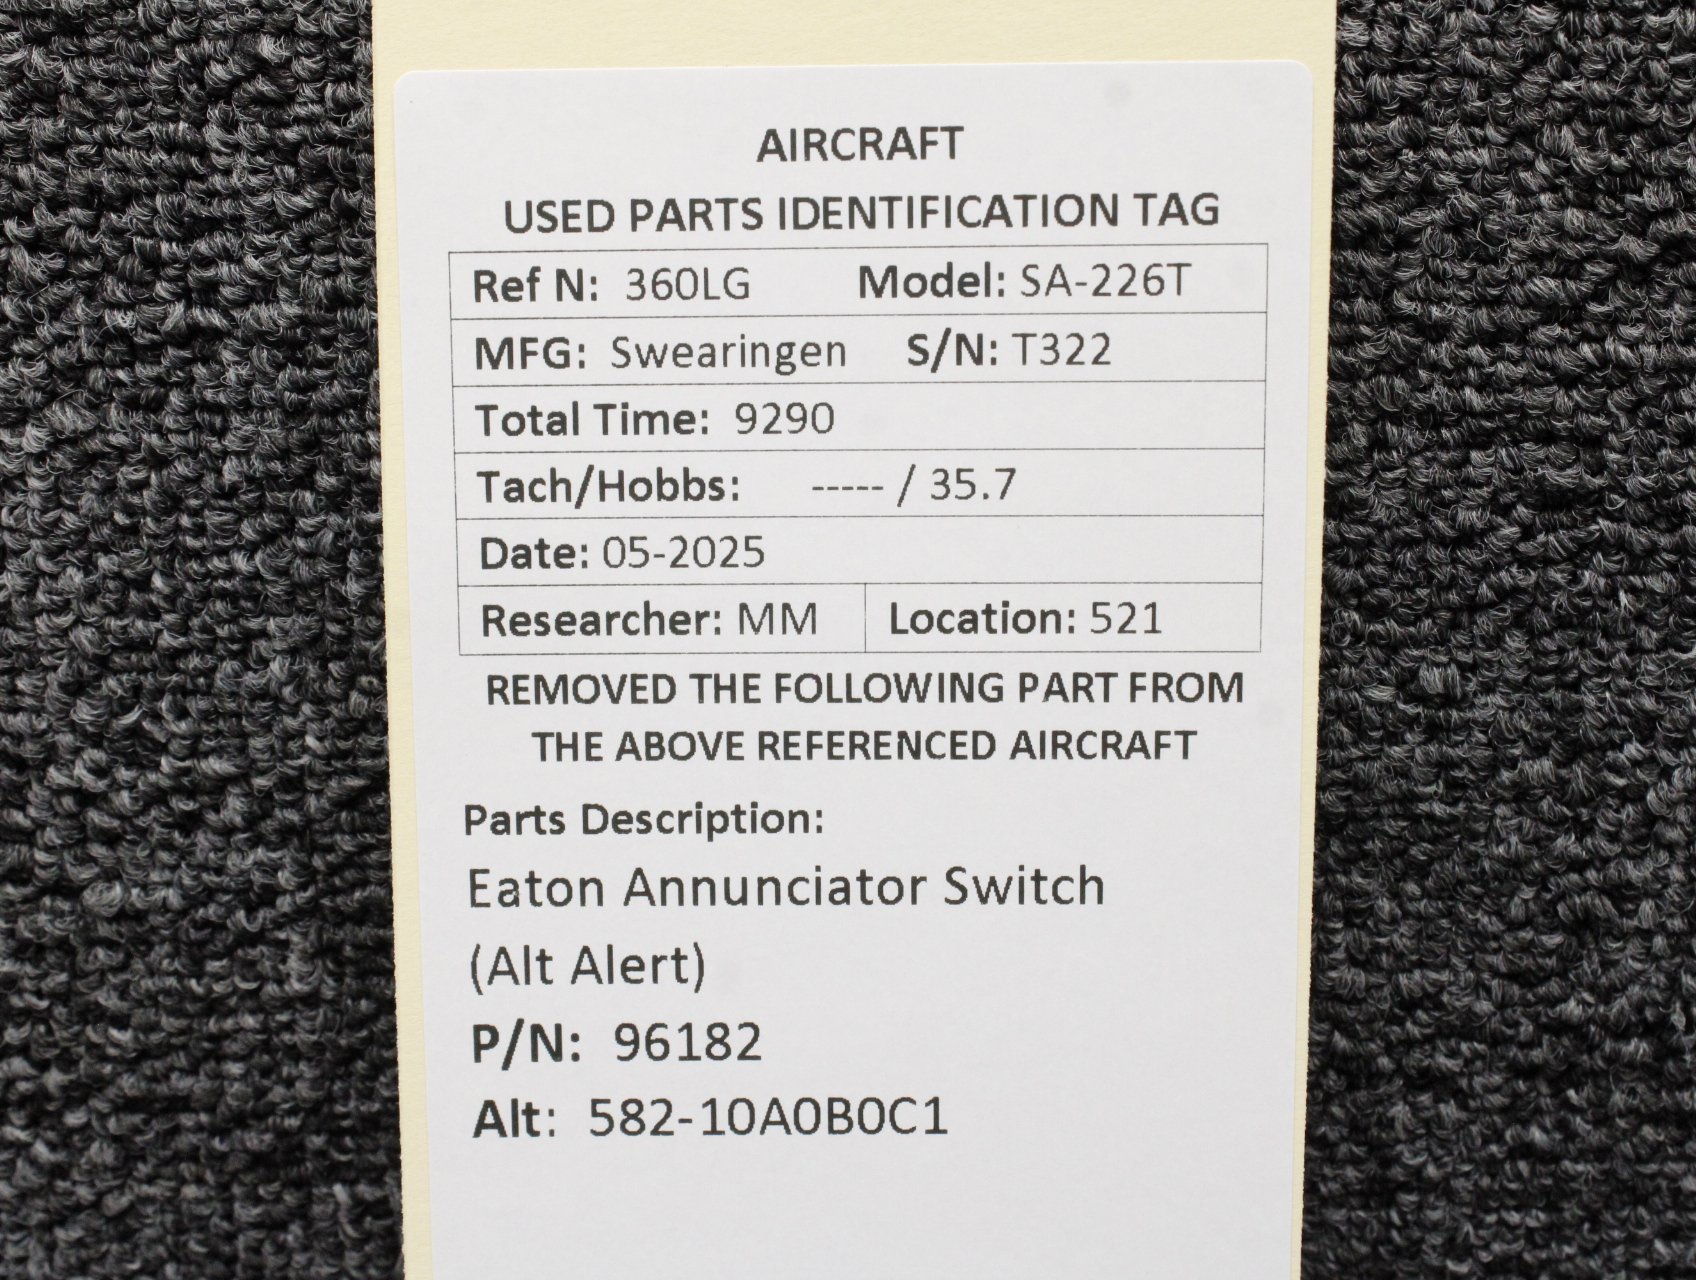 AIRCRAFT
USED PARTS IDENTIFICATION TAG
Ref N: 360LG Model: SA-226T
MFG: Swearingen S/N: T322
Total Time: 9290
Tach/Hobbs: ----- / 35.7
Date: 05-2025
Researcher: MM Location: 521
REMOVED THE FOLLOWING PART FROM
THE ABOVE REFERENCED AIRCRAFT
Parts Description:
Eaton Annunciator Switch
(Alt Alert)
P/N: 96182
Alt: 582-10A0B0C1